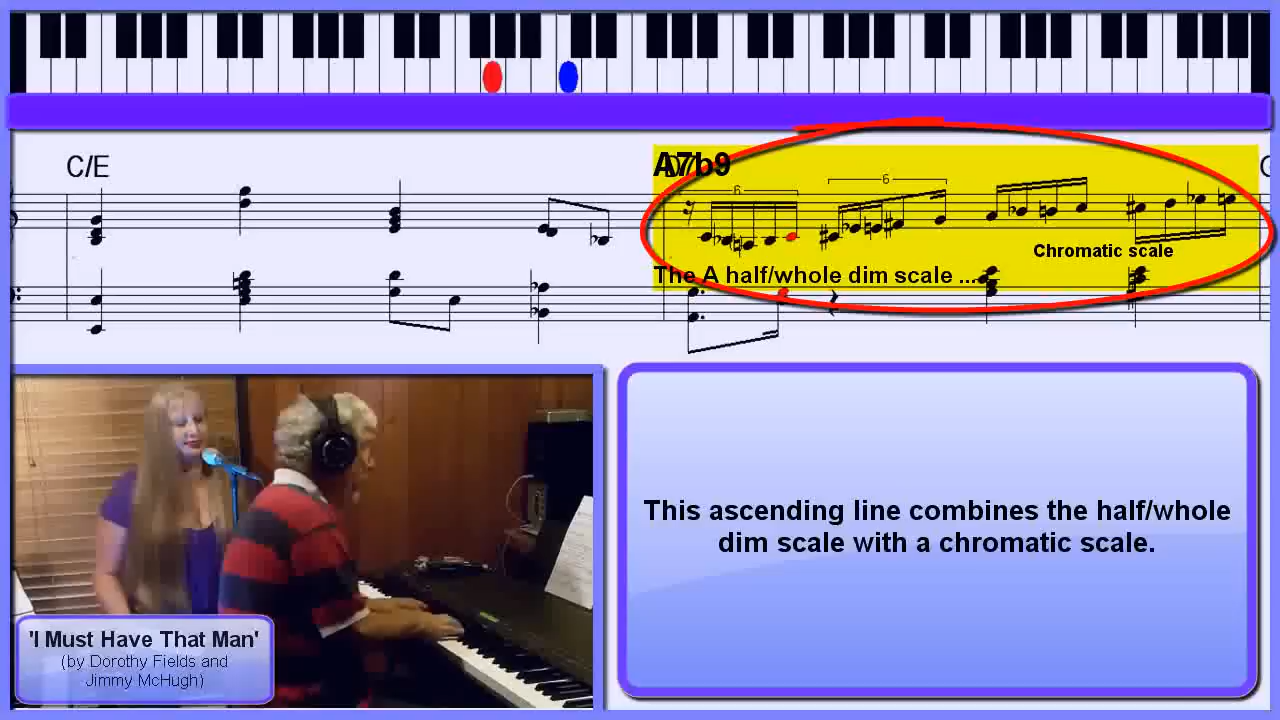 C/E
A7b9
6
6
Chromatic scale
The A half/whole dim scale ...
This ascending line combines the half/whole
dim scale with a chromatic scale.
'I Must Have That Man'
(by Dorothy Fields and
Jimmy McHugh)